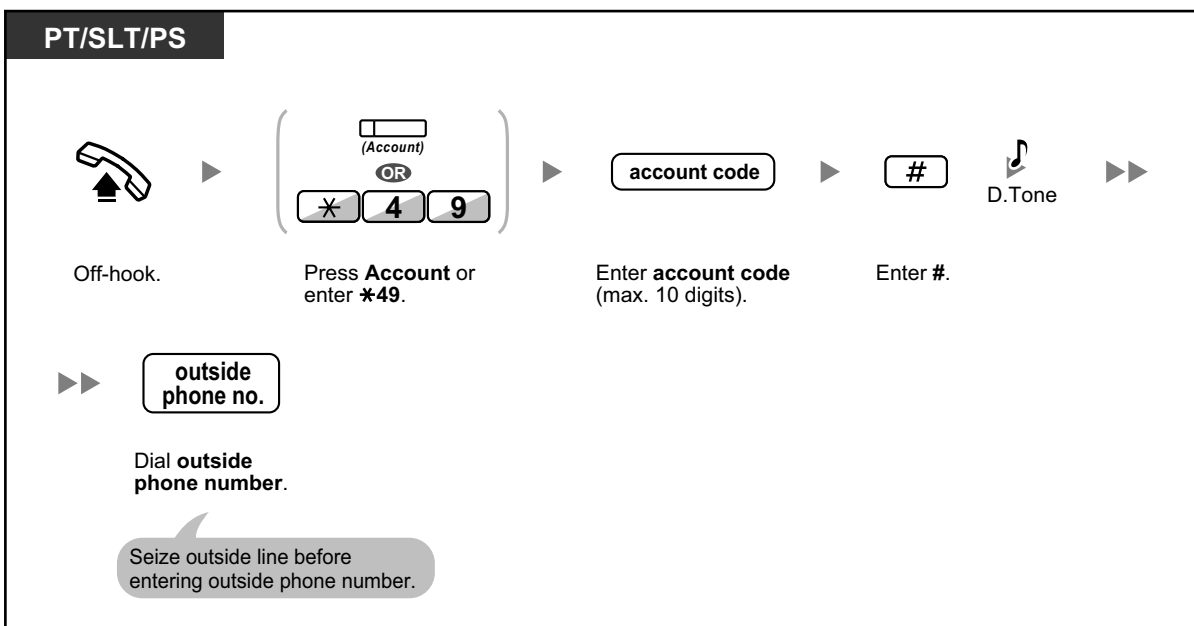 PT/SLT/PS
(Account)
OR
* 4 9
account code
#
D.Tone
Off-hook.
Press Account or
enter *49.
Enter account code
(max. 10 digits).
Enter #.
outside
phone no.
Dial outside
phone number.
Seize outside line before
entering outside phone number.